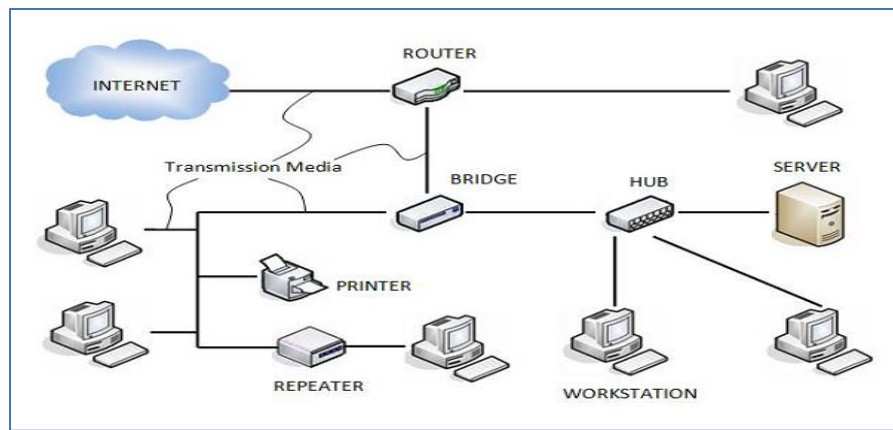 ROUTER
INTERNET
Transmission Media
BRIDGE
HUB
SERVER
PRINTER
REPEATER
WORKSTATION